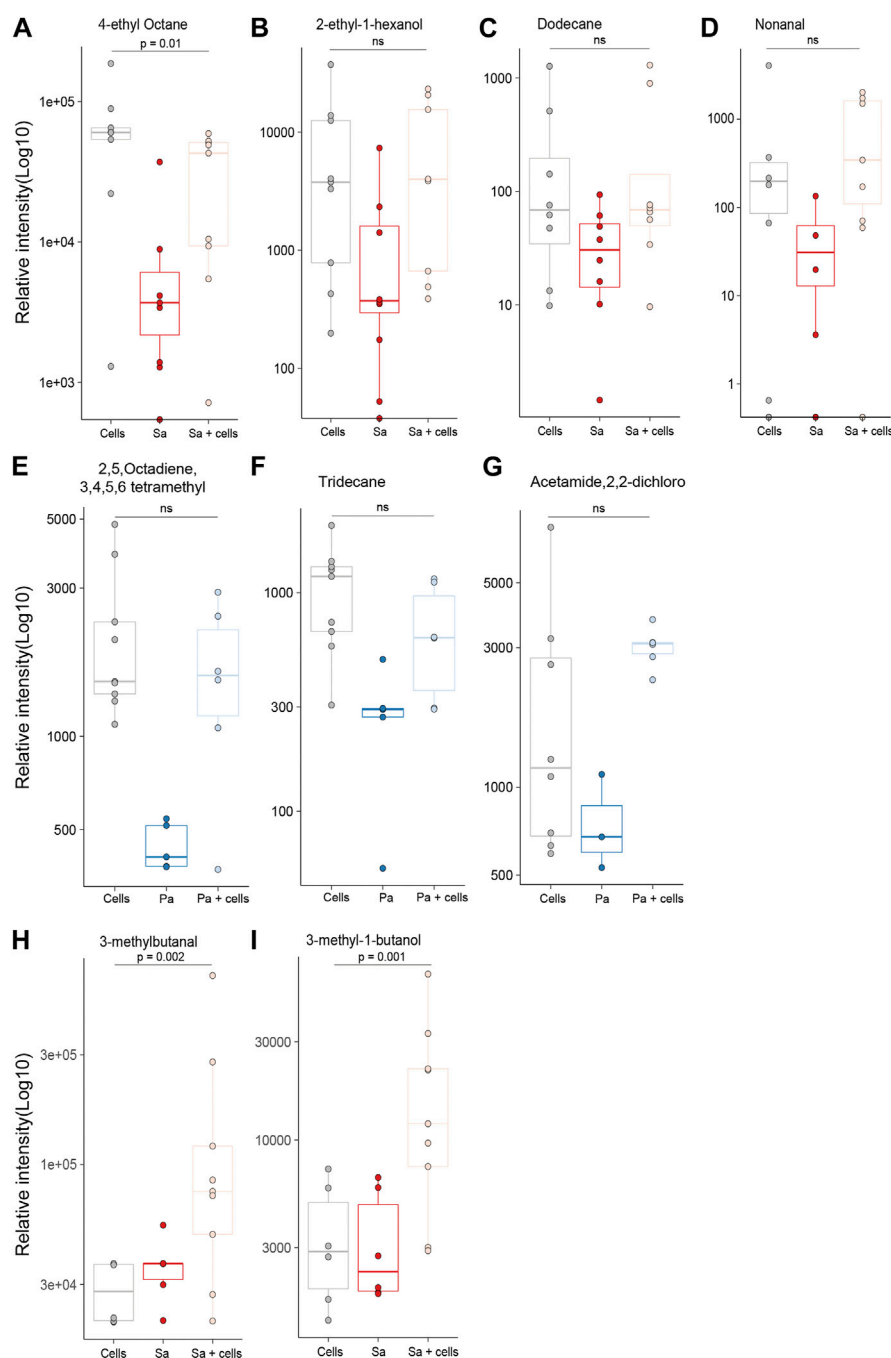 A
4-ethyl Octane
p = 0.01
Relative intensity(Log10)
1e+05
1e+04
1e+03
Cells
Sa
Sa + cells
B
2-ethyl-1-hexanol
ns
10000
1000
100
Cells
Sa
Sa + cells
C
Dodecane
ns
1000
100
10
Cells
Sa
Sa + cells
D
Nonanal
ns
1000
100
10
1
Cells
Sa
Sa + cells
E
2,5,Octadiene,
3,4,5,6 tetramethyl
ns
Relative intensity(Log10)
5000
3000
1000
500
Cells
Pa
Pa + cells
F
Tridecane
ns
1000
300
100
Cells
Pa
Pa + cells
G
Acetamide,2,2-dichloro
ns
5000
3000
1000
500
Cells
Pa
Pa + cells
H
3-methylbutanal
p = 0.002
Relative intensity(Log10)
3e+05
1e+05
3e+04
Cells
Sa
Sa + cells
I
3-methyl-1-butanol
p = 0.001
30000
10000
3000
Cells
Sa
Sa + cells